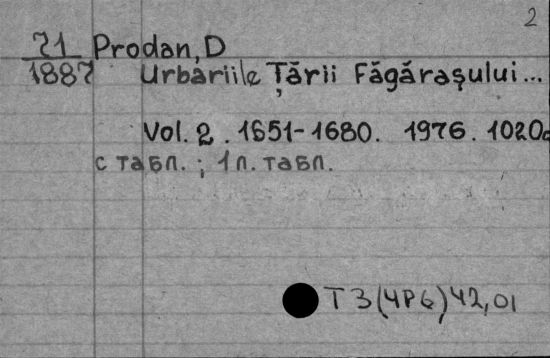 2
71 Prodan, D
1887 Urbariile Țării Făgărașului...
Vol. 2. 1651-1680. 1976. 1020c
с табл. ; 1 л. табл.
Т3(4Р6)42,01